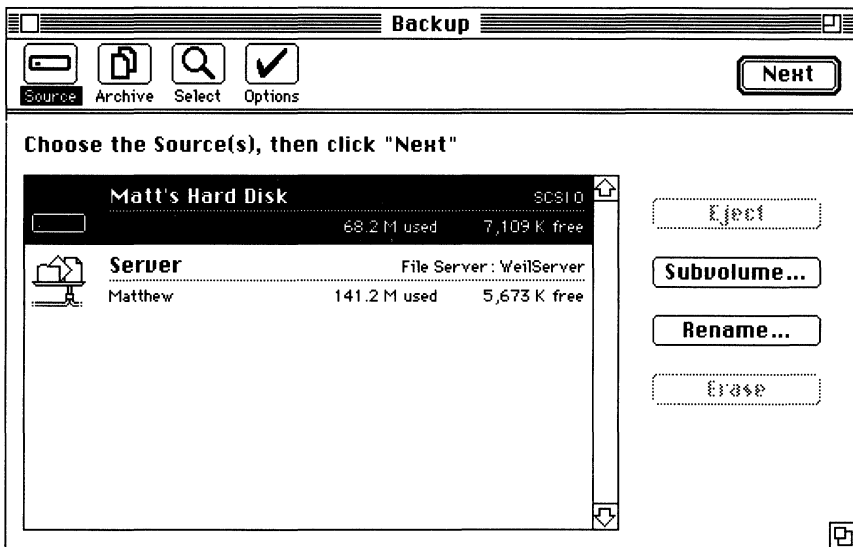 Backup
Source Archive Select Options
Next
Choose the Source(s), then click "Next"
Matt's Hard Disk SCSI 0
68.2 M used 7,109 K free
Server File Server: WeilServer
Matthew 141.2 M used 5,673 K free
Eject
Subvolume...
Rename...
Erase